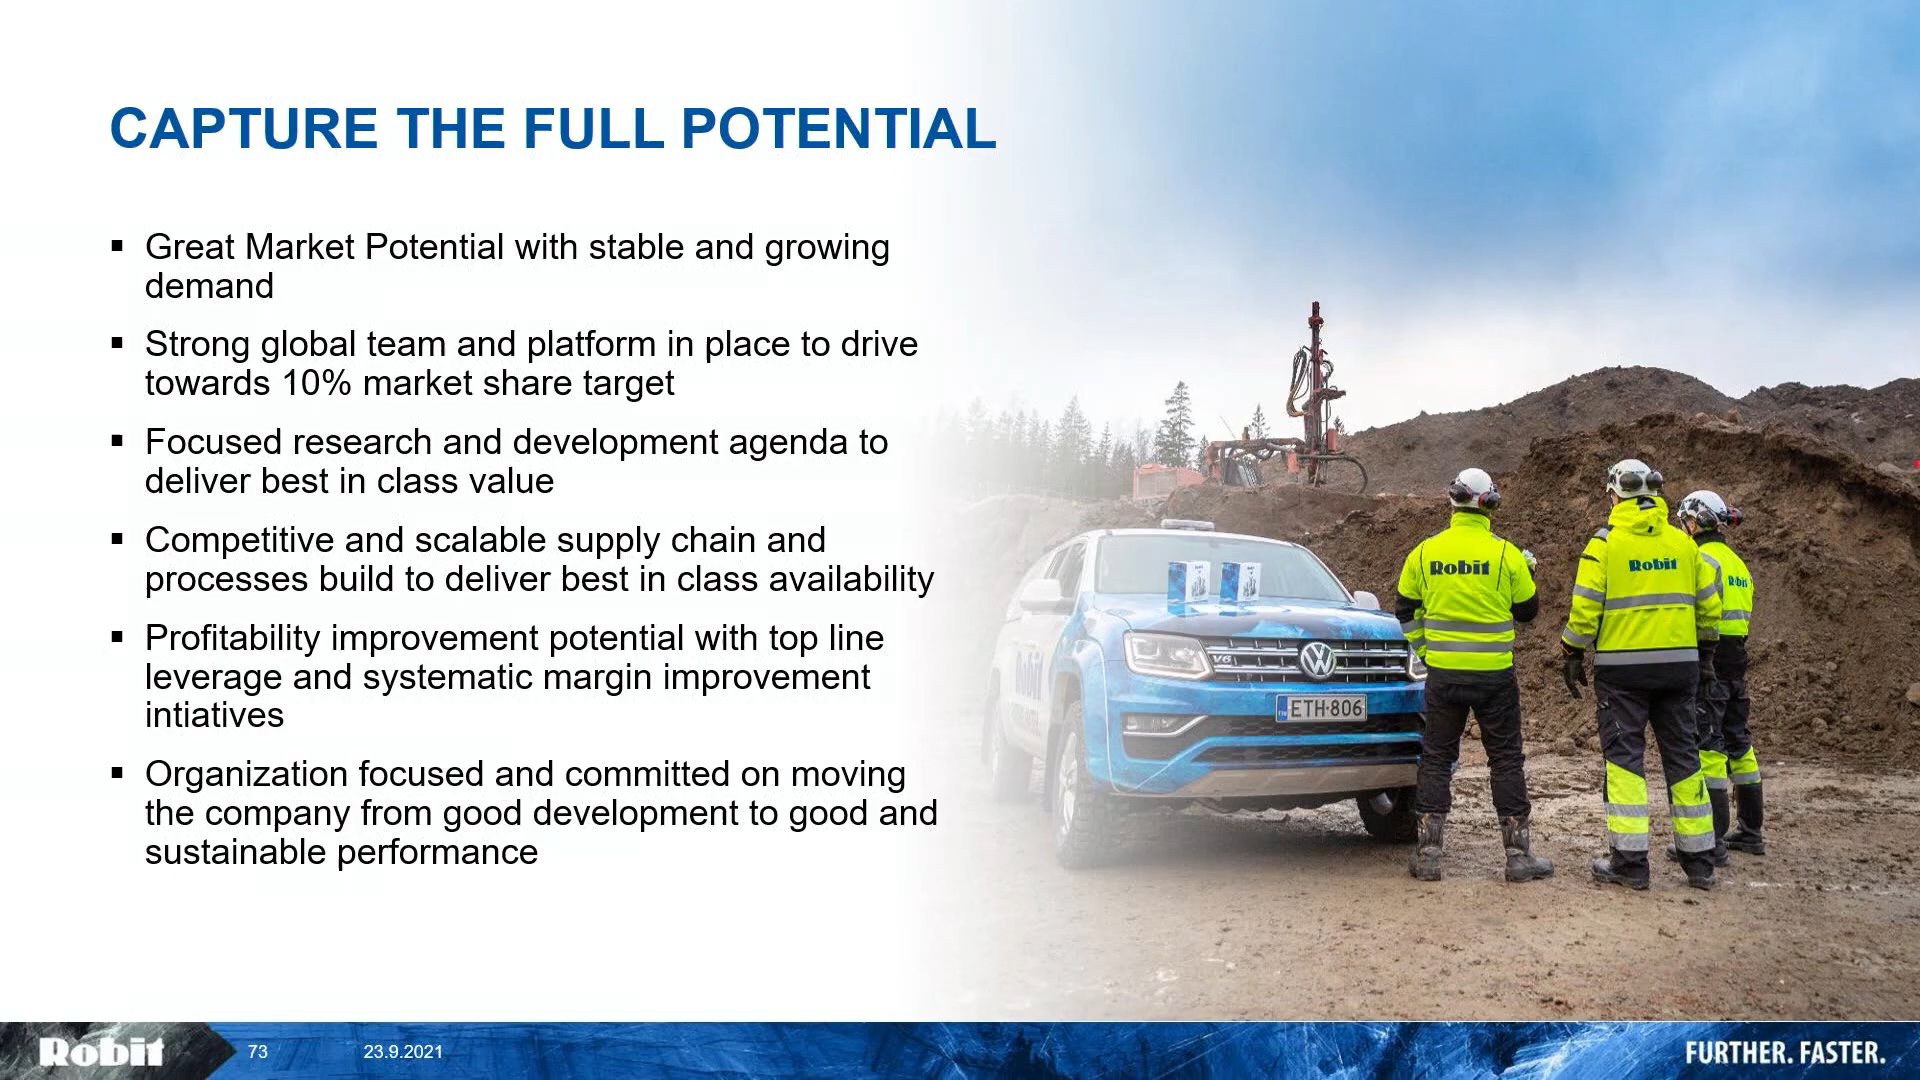 CAPTURE THE FULL POTENTIAL
▪ Great Market Potential with stable and growing
demand
▪ Strong global team and platform in place to drive
towards 10% market share target
▪ Focused research and development agenda to
deliver best in class value
▪ Competitive and scalable supply chain and
processes build to deliver best in class availability
▪ Profitability improvement potential with top line
leverage and systematic margin improvement
intiatives
▪ Organization focused and committed on moving
the company from good development to good and
sustainable performance
Robit
Robit
Robit
Robit
Robit
Robit
V6
ETH-806
Robit
73
23.9.2021
FURTHER. FASTER.